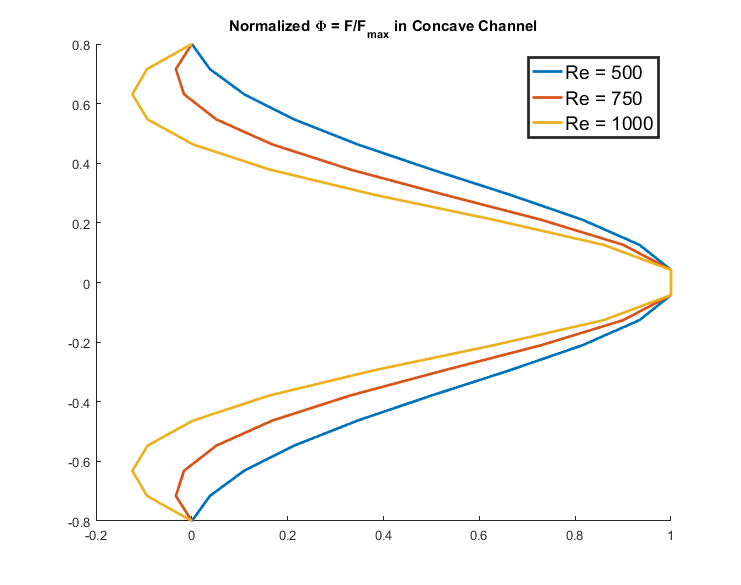 Normalized Φ = F/F_max in Concave Channel
Re = 500
Re = 750
Re = 1000
0.8
0.6
0.4
0.2
0
-0.2
-0.4
-0.6
-0.8
-0.2 0 0.2 0.4 0.6 0.8 1